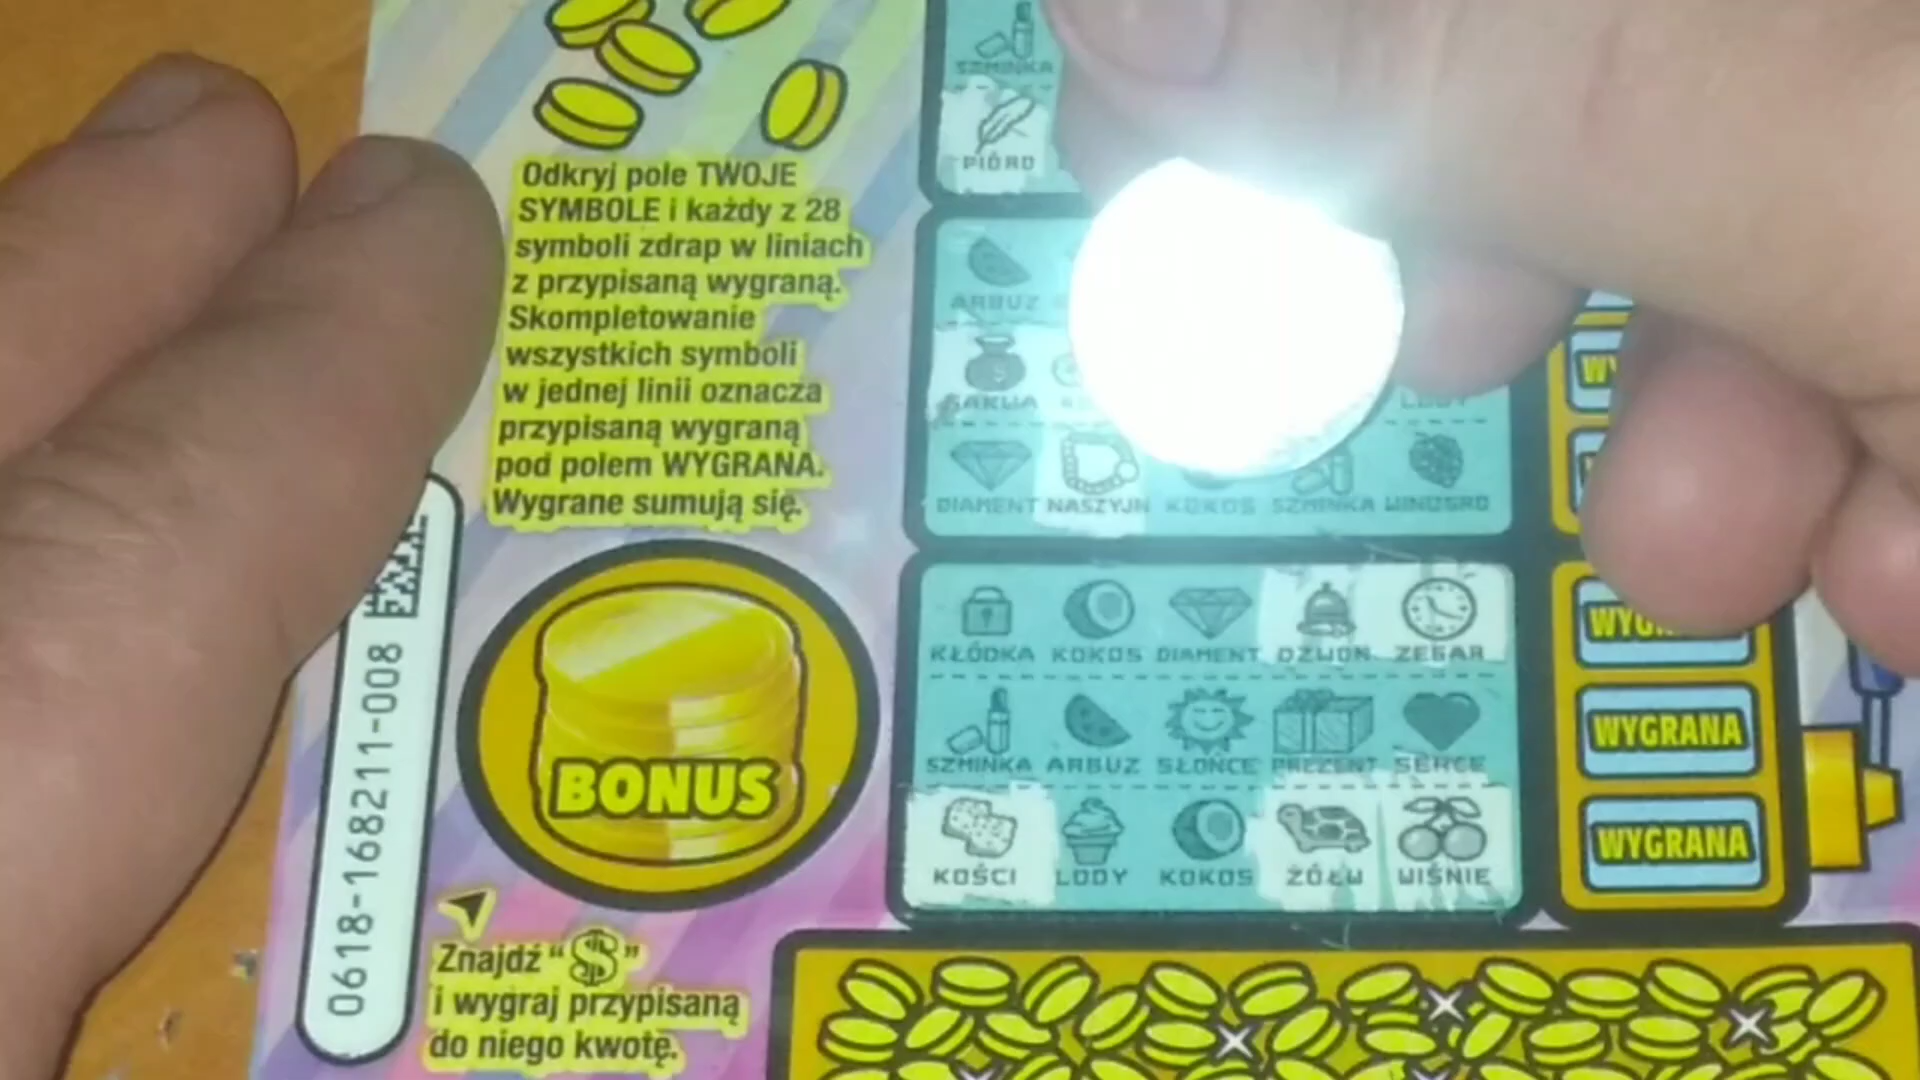 SZMINKA
PIÓRO
Odkryj pole TWOJE
SYMBOLE i każdy z 28
symboli zdrap w liniach
z przypisaną wygraną.
Skompletowanie
wszystkich symboli
w jednej linii oznacza
przypisaną wygraną
pod polem WYGRANA.
Wygrane sumują się.
ARBUZ
SAKWA LODY
DIAMENT NASZYJN KOKOS SZMINKA WINOGRO
KŁÓDKA KOKOS DIAMENT DZWON ZEGAR
SZMINKA ARBUZ SŁOŃCE PREZENT SERCE
WYGRANA
KOŚCI LODY KOKOS ŻÓŁW WIŚNIE
WYGRANA
BONUS
0618-168211-008
Znajdź “$”
i wygraj przypisaną
do niego kwotę.